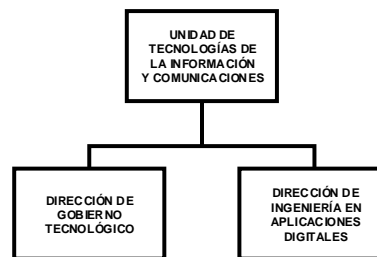 UNIDAD DE
TECNOLOGÍAS DE
LA INFORMACIÓN
Y COMUNICACIONES
DIRECCIÓN DE
GOBIERNO
TECNOLÓGICO
DIRECCIÓN DE
INGENIERÍA EN
APLICACIONES
DIGITALES